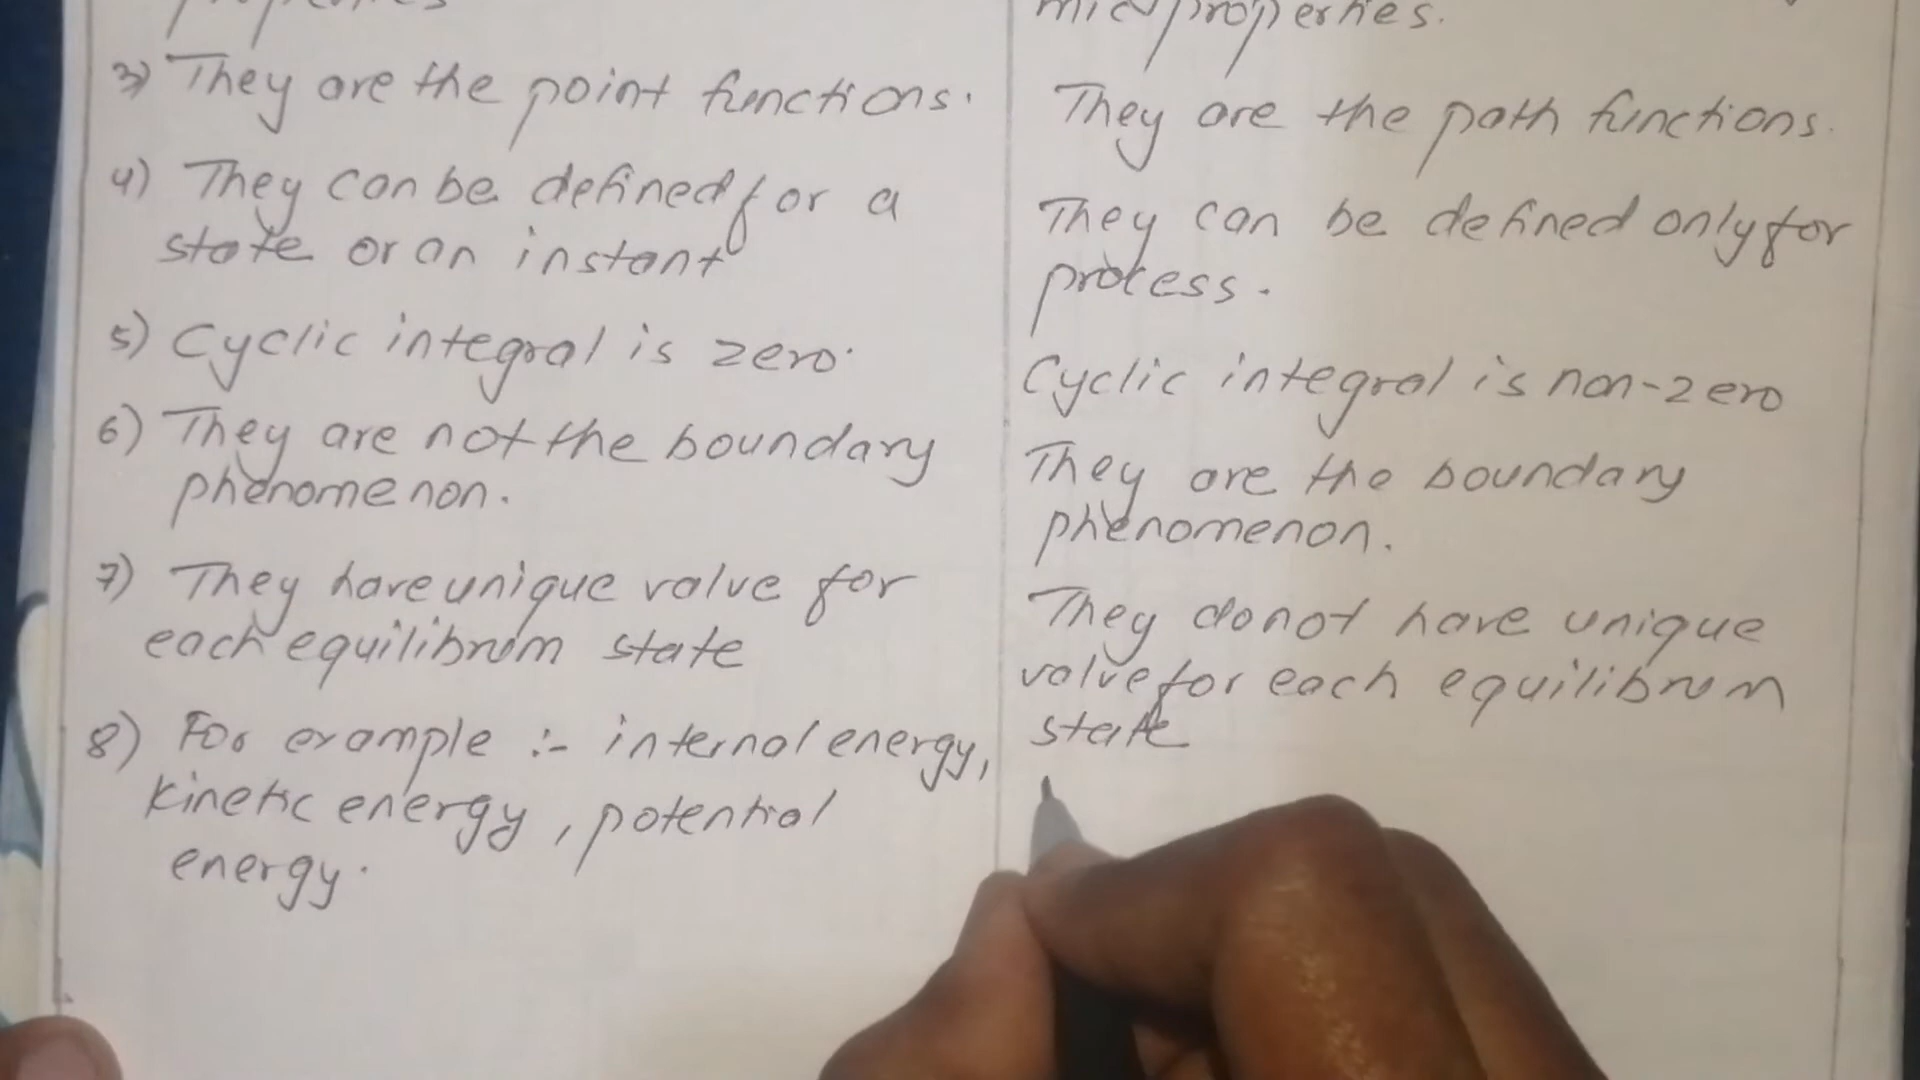 properties
3) They are the point functions.
4) They can be defined for a
state or an instant
5) Cyclic integral is zero.
6) They are not the boundary
phenomenon.
7) They have unique value for
each equilibrium state
8) For example :- internal energy,
kinetic energy, potential
energy.
properties.
They are the path functions.
They can be defined only for
process.
Cyclic integral is non-zero
They are the boundary
phenomenon.
They do not have unique
value for each equilibrium
state